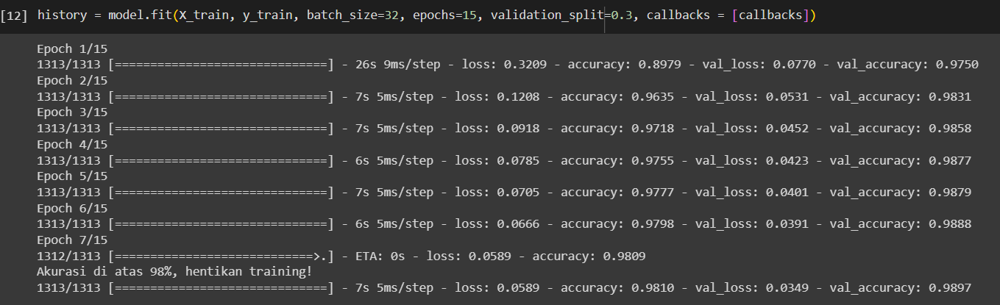 [12] history = model.fit(X_train, y_train, batch_size=32, epochs=15, validation_split=0.3, callbacks = [callbacks])
Epoch 1/15
1313/1313 [==============================] - 26s 9ms/step - loss: 0.3209 - accuracy: 0.8979 - val_loss: 0.0770 - val_accuracy: 0.9750
Epoch 2/15
1313/1313 [==============================] - 7s 5ms/step - loss: 0.1208 - accuracy: 0.9635 - val_loss: 0.0531 - val_accuracy: 0.9831
Epoch 3/15
1313/1313 [==============================] - 7s 5ms/step - loss: 0.0918 - accuracy: 0.9718 - val_loss: 0.0452 - val_accuracy: 0.9858
Epoch 4/15
1313/1313 [==============================] - 6s 5ms/step - loss: 0.0785 - accuracy: 0.9755 - val_loss: 0.0423 - val_accuracy: 0.9877
Epoch 5/15
1313/1313 [==============================] - 7s 5ms/step - loss: 0.0705 - accuracy: 0.9777 - val_loss: 0.0401 - val_accuracy: 0.9879
Epoch 6/15
1313/1313 [==============================] - 6s 5ms/step - loss: 0.0666 - accuracy: 0.9798 - val_loss: 0.0391 - val_accuracy: 0.9888
Epoch 7/15
1312/1313 [============================>.] - ETA: 0s - loss: 0.0589 - accuracy: 0.9809
Akurasi di atas 98%, hentikan training!
1313/1313 [==============================] - 7s 5ms/step - loss: 0.0589 - accuracy: 0.9810 - val_loss: 0.0349 - val_accuracy: 0.9897